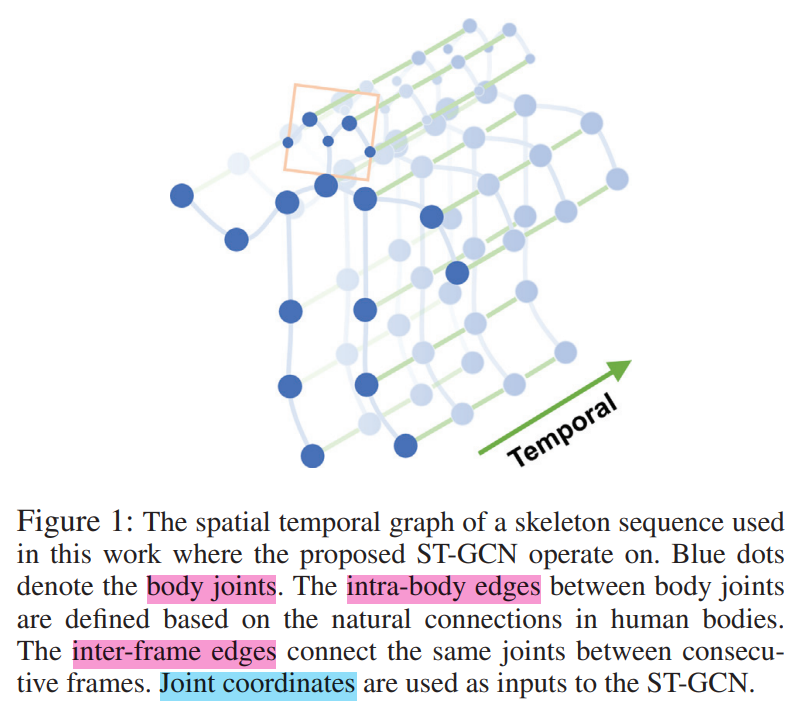 Temporal
Figure 1: The spatial temporal graph of a skeleton sequence used
in this work where the proposed ST-GCN operate on. Blue dots
denote the body joints. The intra-body edges between body joints
are defined based on the natural connections in human bodies.
The inter-frame edges connect the same joints between consecu-
tive frames. Joint coordinates are used as inputs to the ST-GCN.